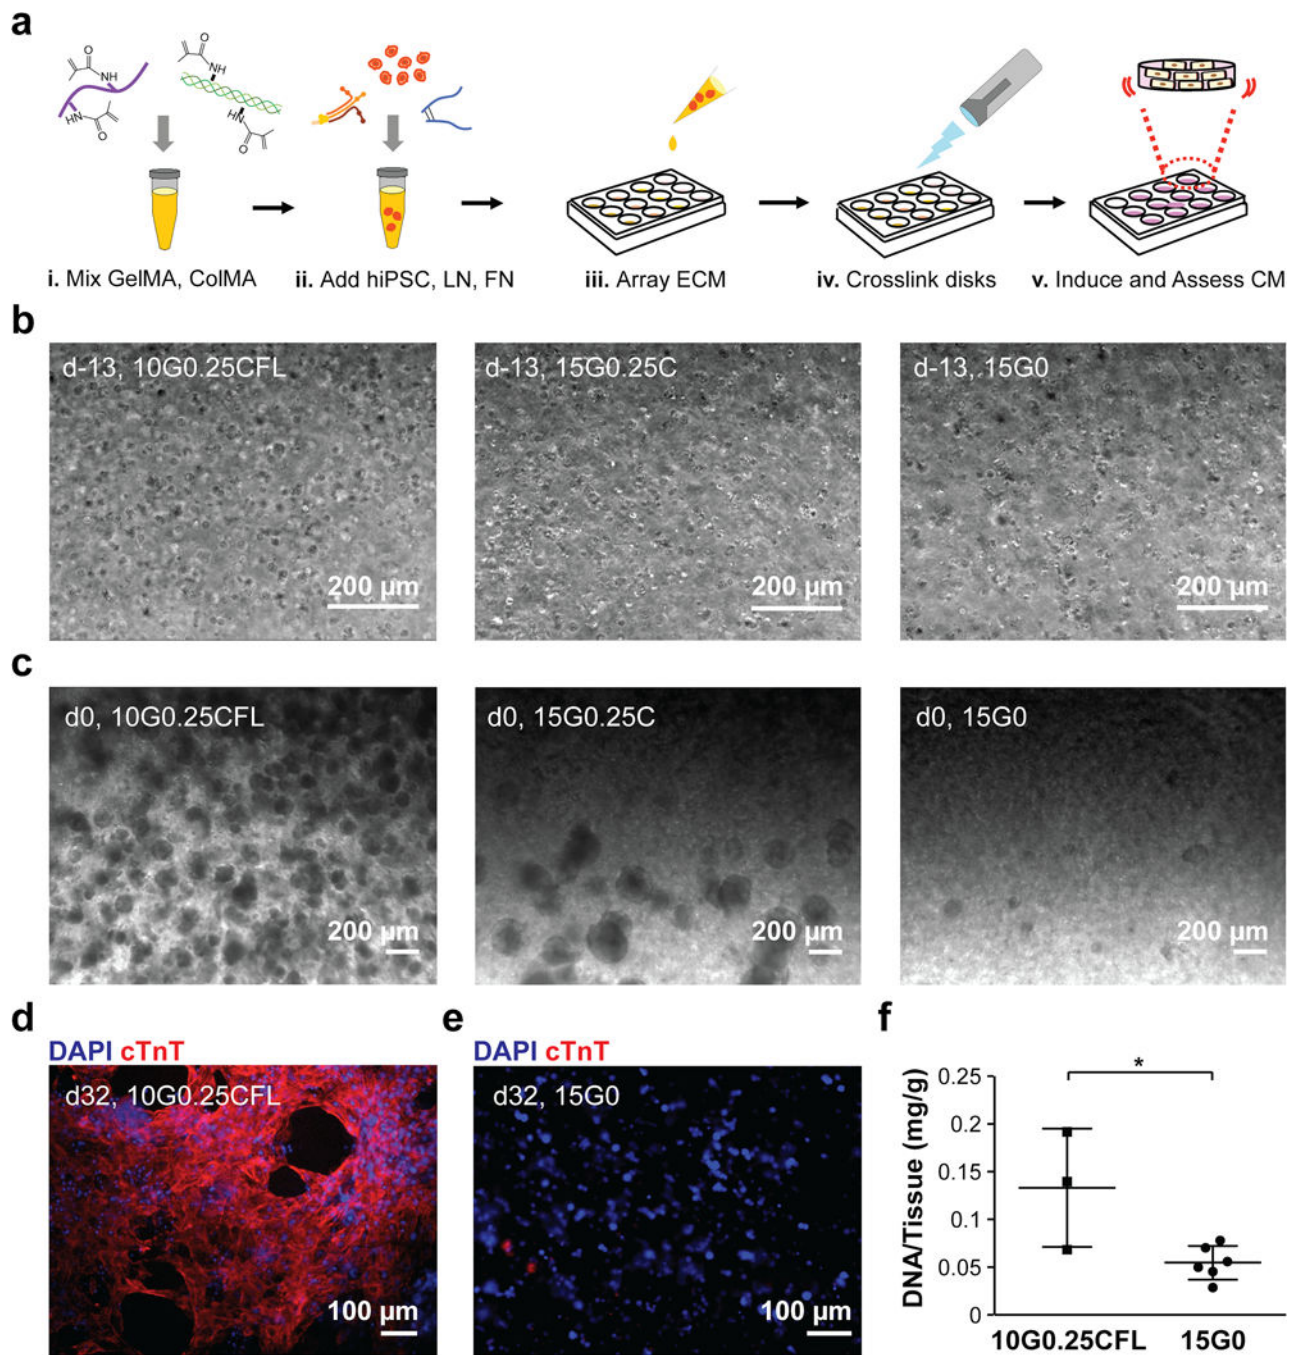 a
O
NH
HN
O
O
NH
HN
O
i. Mix GelMA, ColMA
ii. Add hiPSC, LN, FN
iii. Array ECM
iv. Crosslink disks
v. Induce and Assess CM
b
d-13, 10G0.25CFL
200 µm
d-13, 15G0.25C
200 µm
d-13, 15G0
200 µm
c
d0, 10G0.25CFL
200 µm
d0, 15G0.25C
200 µm
d0, 15G0
200 µm
d
DAPI cTnT
d32, 10G0.25CFL
100 µm
e
DAPI cTnT
d32, 15G0
100 µm
f
*
DNA/Tissue (mg/g)
0.25
0.2
0.15
0.1
0.05
0
10G0.25CFL
15G0